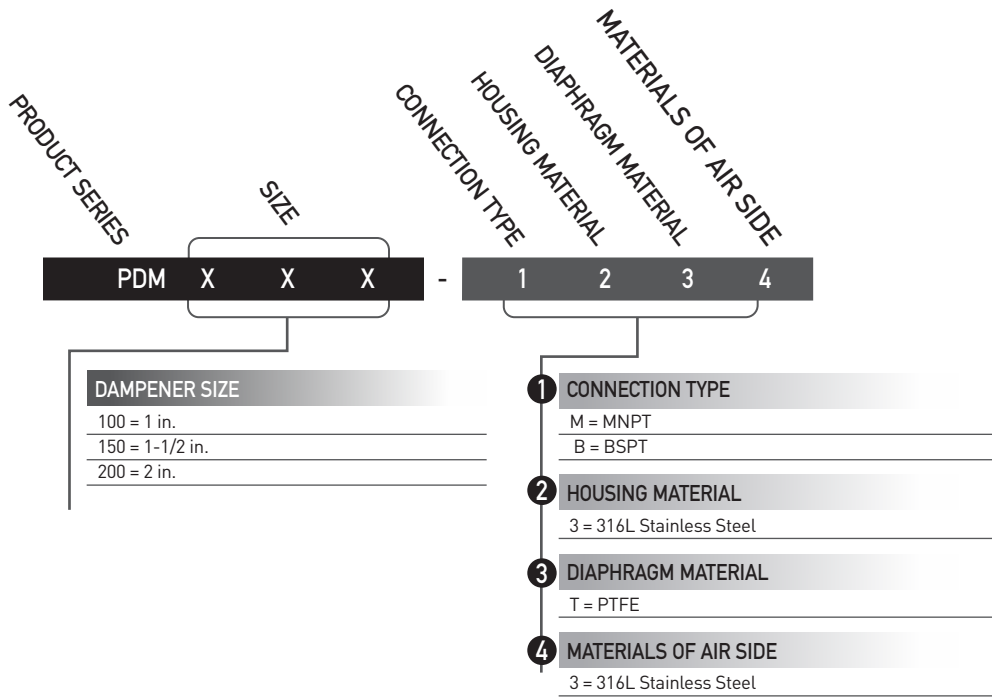 PRODUCT SERIES
SIZE
CONNECTION TYPE
HOUSING MATERIAL
DIAPHRAGM MATERIAL
MATERIALS OF AIR SIDE
PDM X X X - 1 2 3 4
DAMPENER SIZE
100 = 1 in.
150 = 1-1/2 in.
200 = 2 in.
1 CONNECTION TYPE
M = MNPT
B = BSPT
2 HOUSING MATERIAL
3 = 316L Stainless Steel
3 DIAPHRAGM MATERIAL
T = PTFE
4 MATERIALS OF AIR SIDE
3 = 316L Stainless Steel